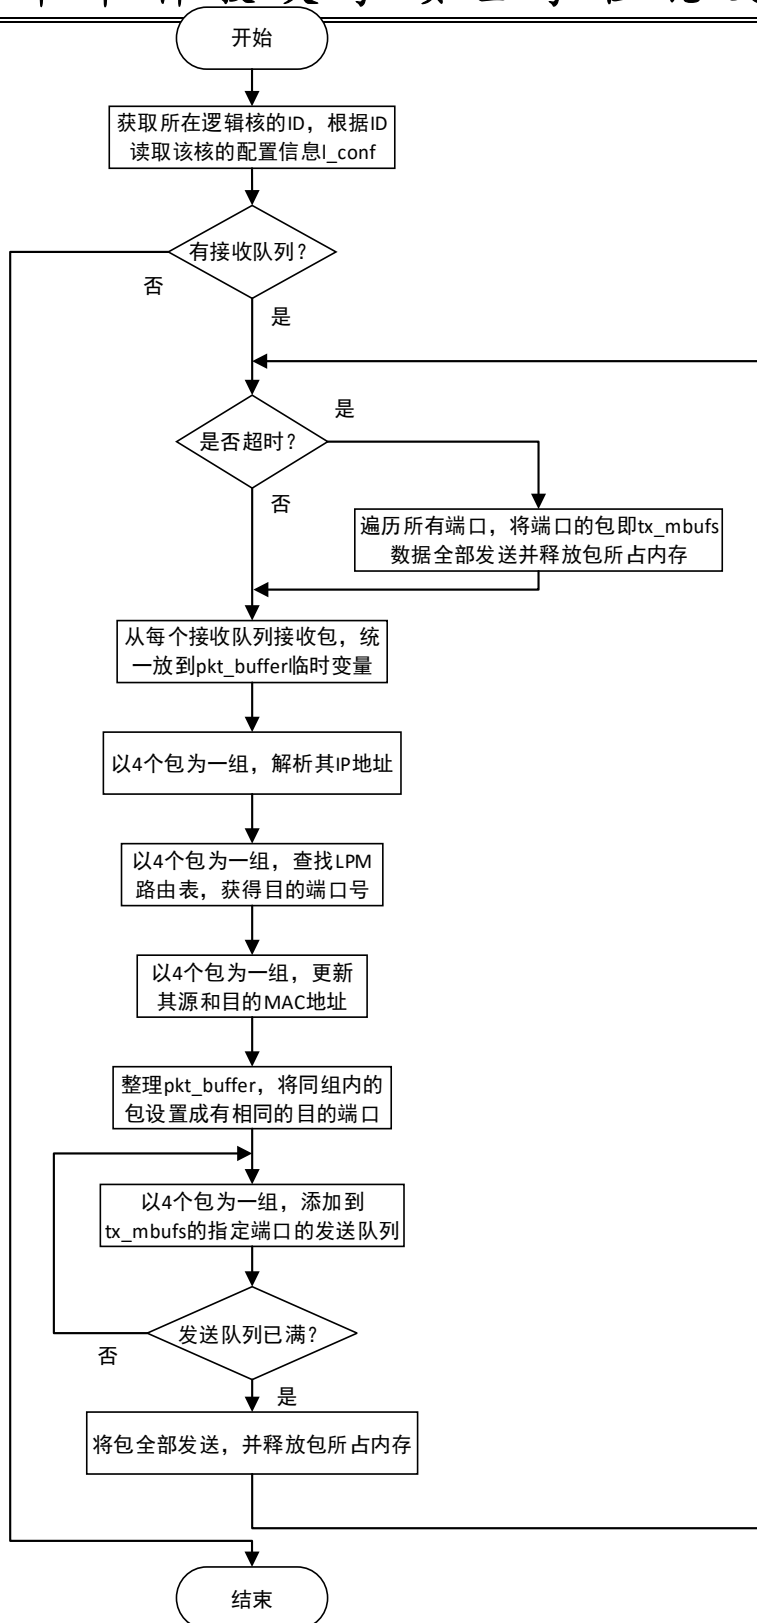 开始
获取所在逻辑核的ID，根据ID
读取该核的配置信息l_conf
有接收队列？
否
是
是
是否超时？
否
遍历所有端口，将端口的包即tx_mbufs
数据全部发送并释放包所占内存
从每个接收队列接收包，统
一放到pkt_buffer临时变量
以4个包为一组，解析其IP地址
以4个包为一组，查找LPM
路由表，获得目的端口号
以4个包为一组，更新
其源和目的MAC地址
整理pkt_buffer，将同组内的
包设置成有相同的目的端口
以4个包为一组，添加到
tx_mbufs的指定端口的发送队列
发送队列已满？
否
是
将包全部发送，并释放包所占内存
结束